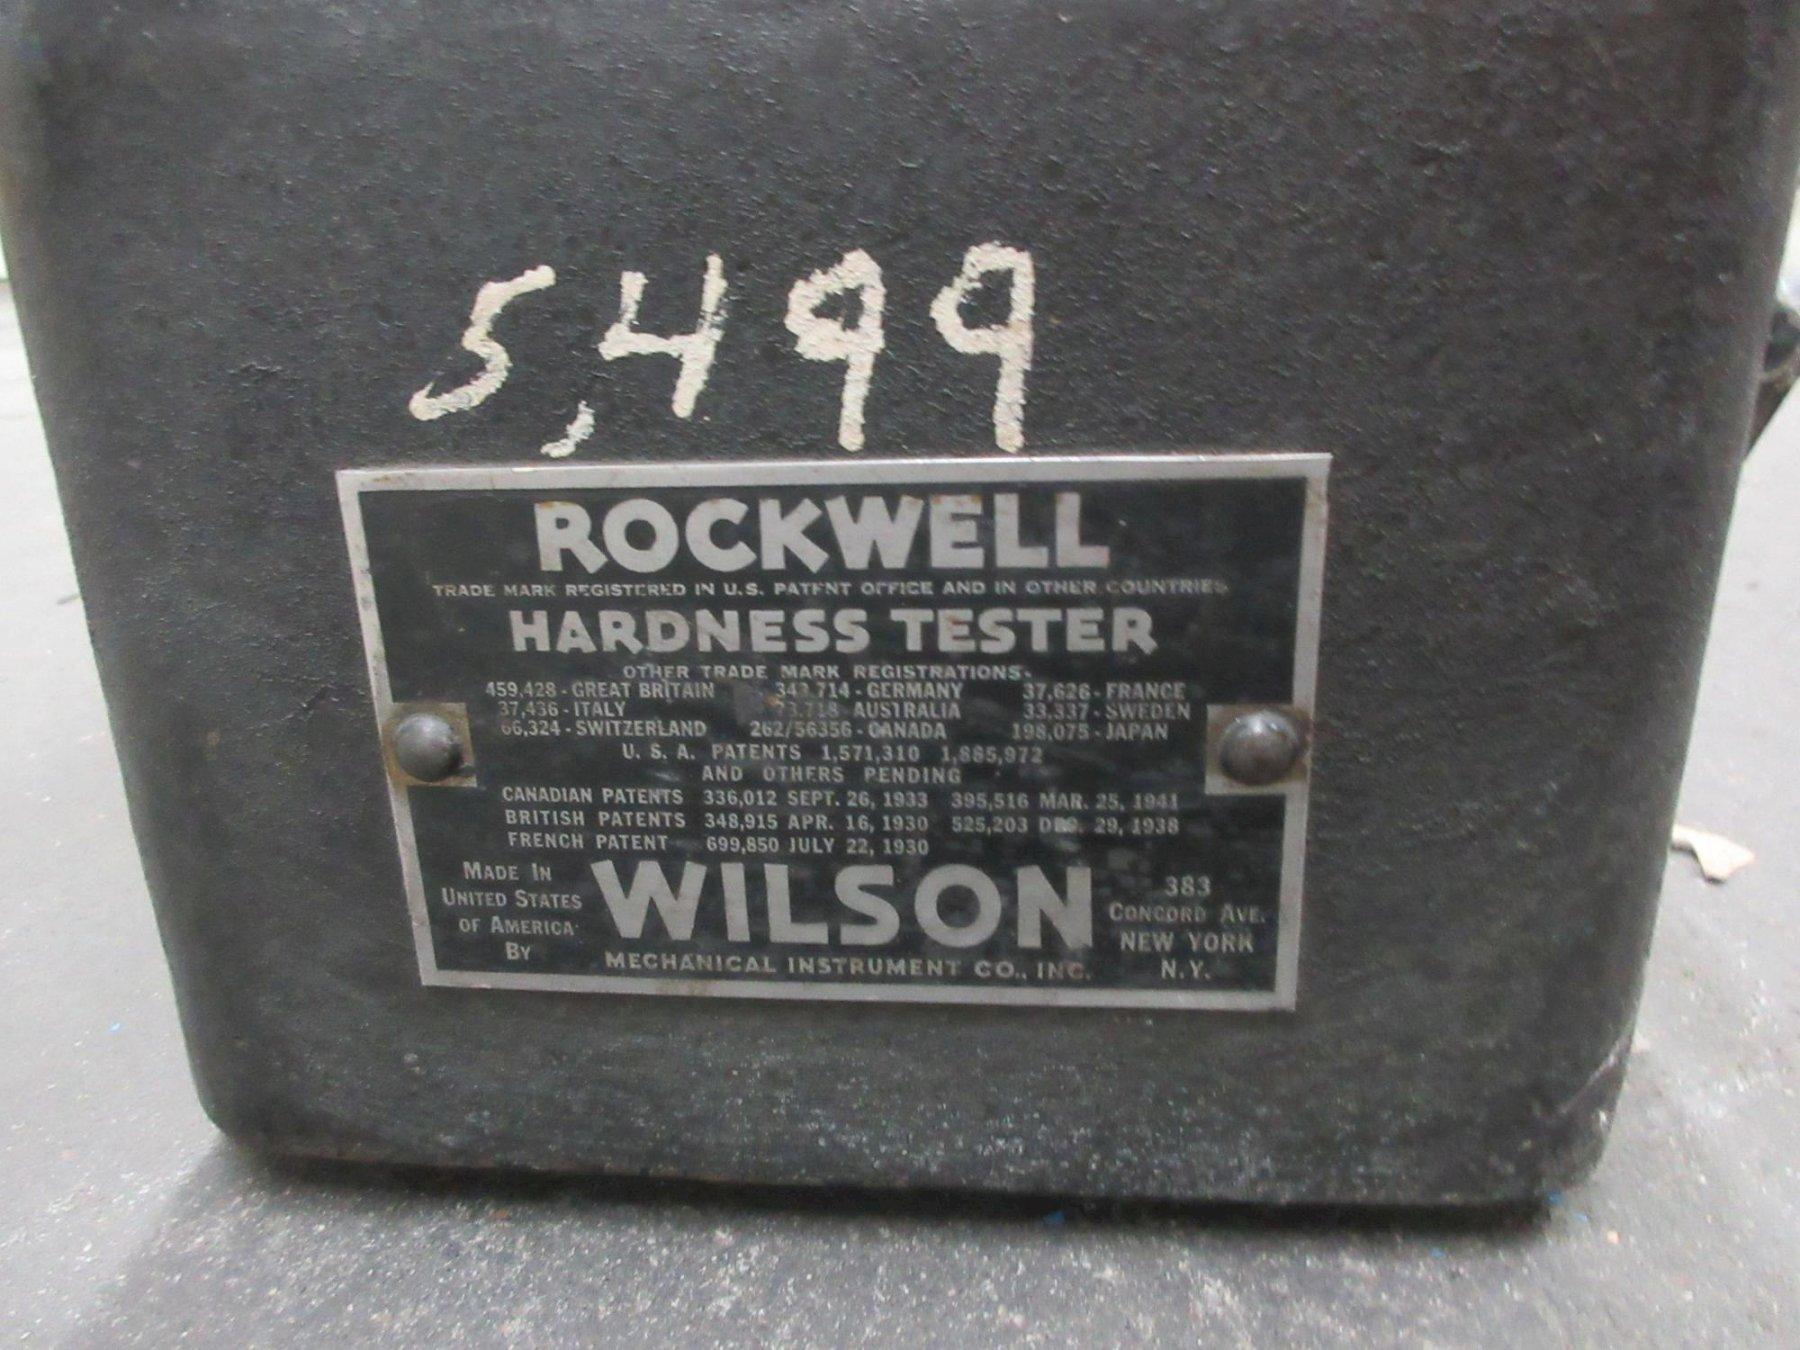 5,499
ROCKWELL
TRADE MARK REGISTERED IN U.S. PATENT OFFICE AND IN OTHER COUNTRIES
HARDNESS TESTER
OTHER TRADE MARK REGISTRATIONS.
459,428 - GREAT BRITAIN 343,714 - GERMANY 37,626 - FRANCE
37,436 - ITALY AUSTRALIA 33,337 - SWEDEN
66,324 - SWITZERLAND 262/56356 - CANADA 198,075 - JAPAN
U. S. A. PATENTS 1,571,310 1,885,972
AND OTHERS PENDING
CANADIAN PATENTS 336,012 SEPT. 26, 1933 395,516 MAR. 25, 1941
BRITISH PATENTS 348,915 APR. 16, 1930 525,203 DEC. 29, 1938
FRENCH PATENT 699,850 JULY 22, 1930
MADE IN
UNITED STATES
OF AMERICA
BY
WILSON
MECHANICAL INSTRUMENT CO., INC.
383
CONCORD AVE.
NEW YORK
N.Y.